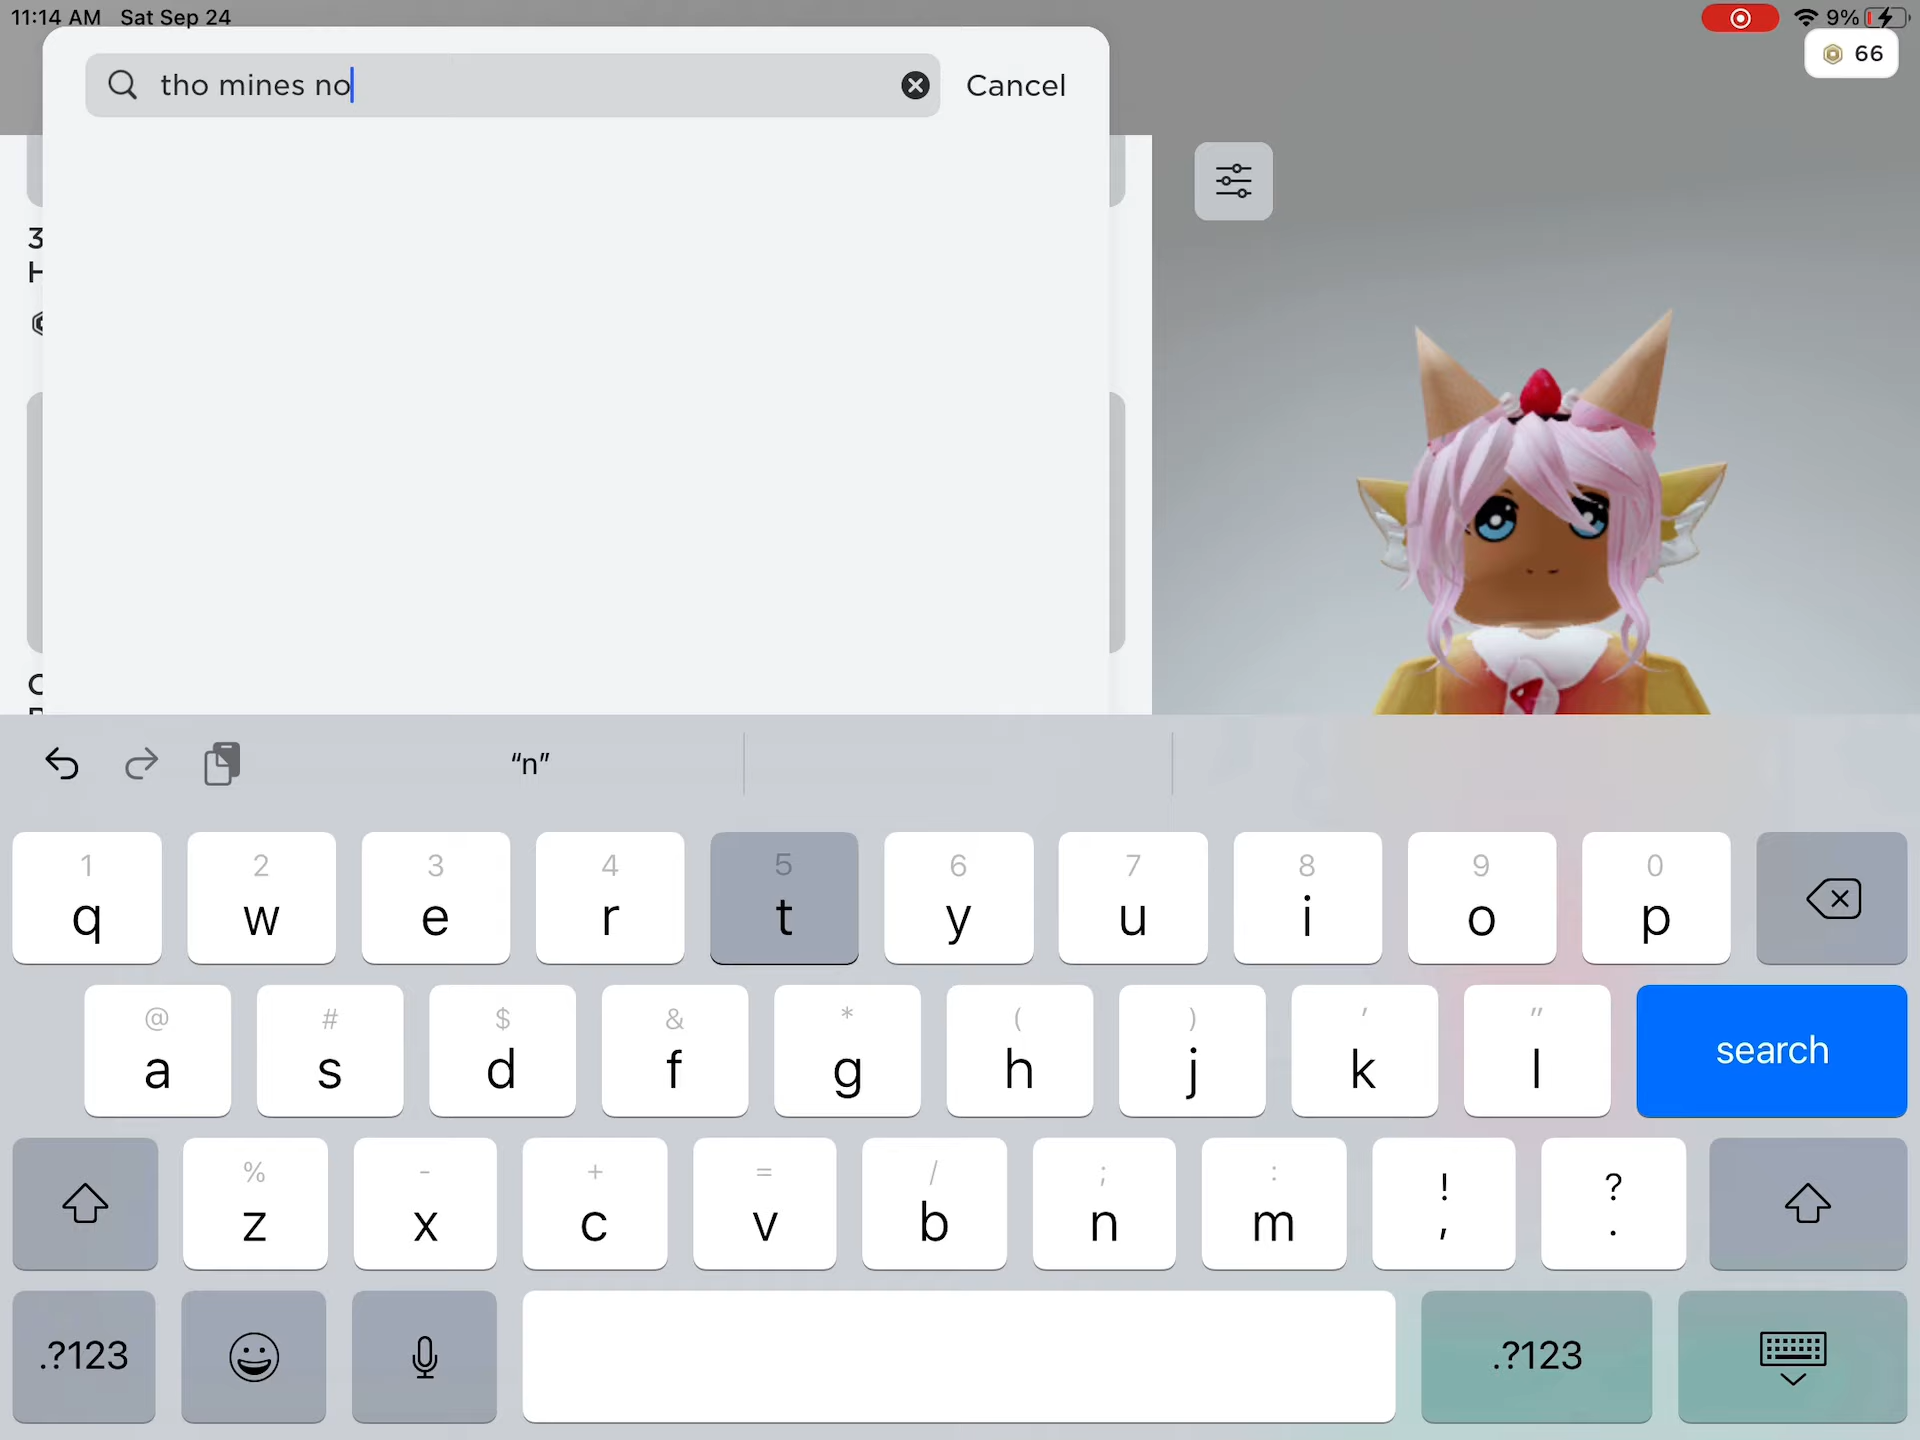 11:14 AM Sat Sep 24
9%
66
tho mines no
Cancel
3
H
“n”
1 2 3 4 5 6 7 8 9 0
q w e r t y u i o p
@ # $ & * ( ) ' "
a s d f g h j k l
search
% - + = / ; : ! ?
z x c v b n m , .
.?123
.?123